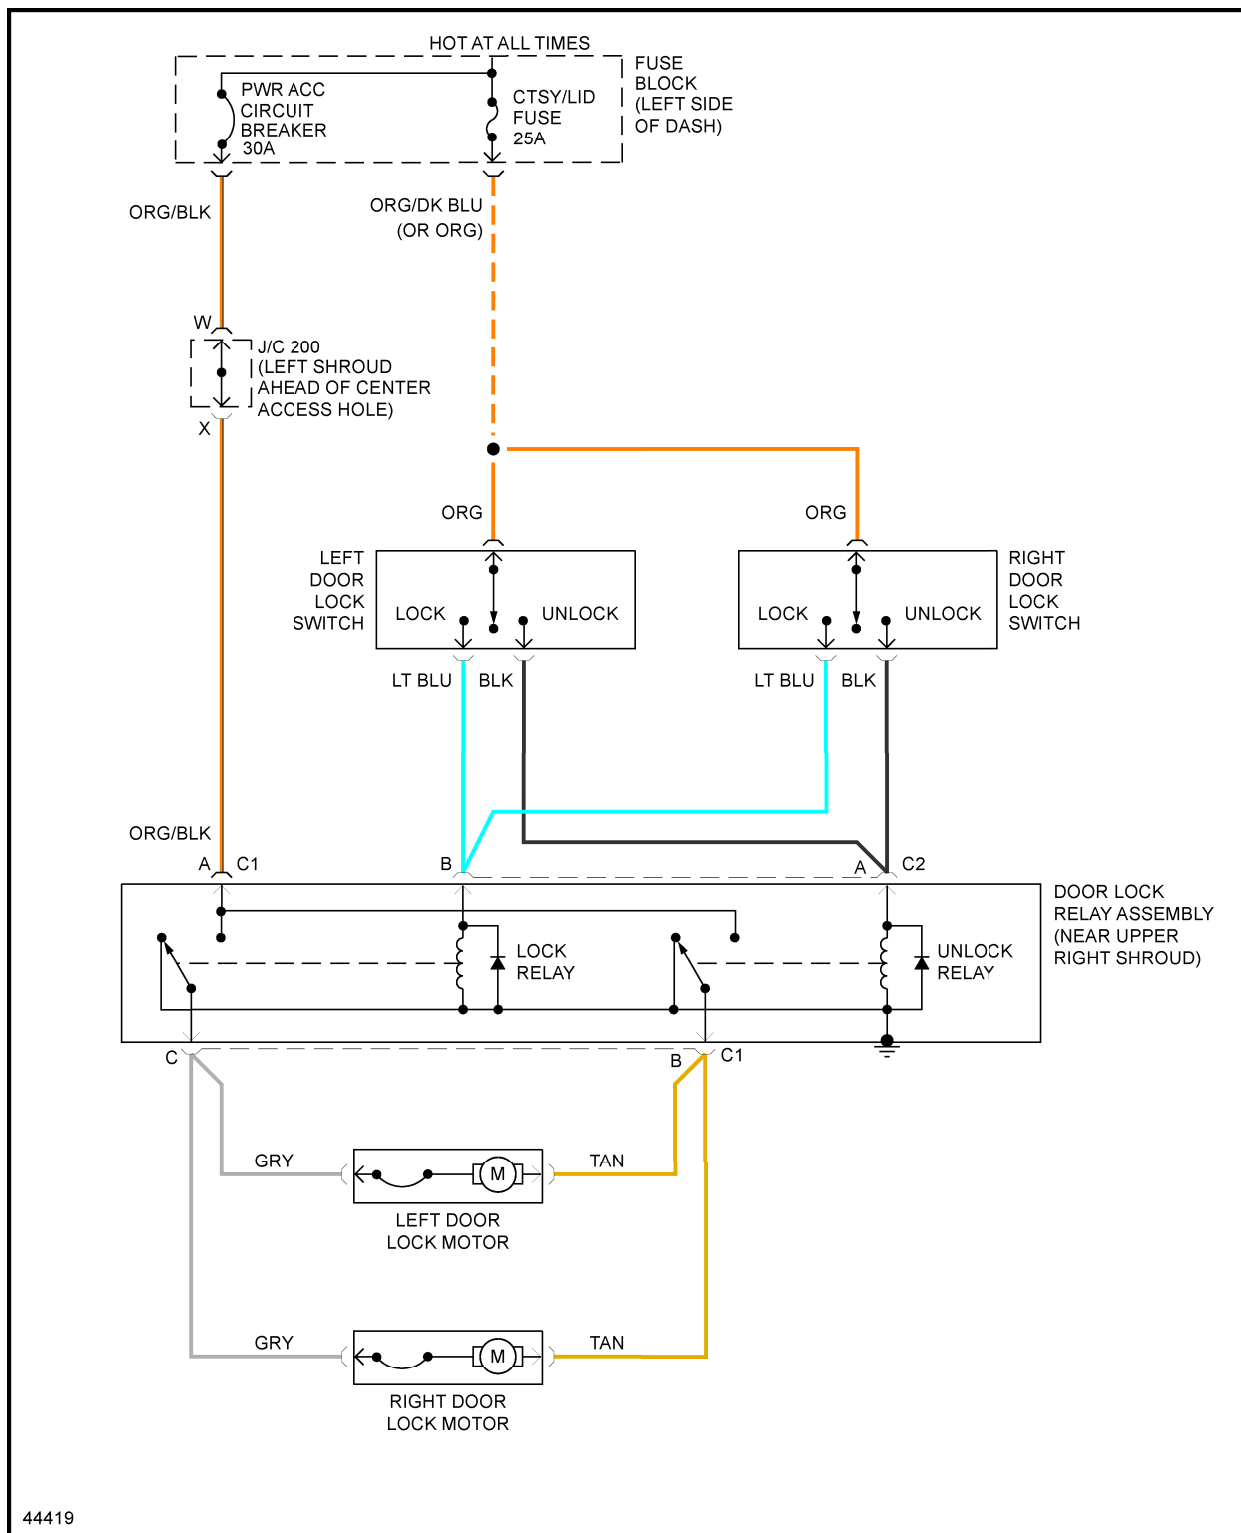 HOT AT ALL TIMES
FUSE
BLOCK
(LEFT SIDE
OF DASH)
PWR ACC
CIRCUIT
BREAKER
30A
CTSY/LID
FUSE
25A
ORG/BLK
ORG/DK BLU
(OR ORG)
W
J/C 200
(LEFT SHROUD
AHEAD OF CENTER
ACCESS HOLE)
X
ORG
ORG
LEFT
DOOR
LOCK
SWITCH
LOCK
UNLOCK
LOCK
UNLOCK
RIGHT
DOOR
LOCK
SWITCH
LT BLU
BLK
LT BLU
BLK
ORG/BLK
A
C1
B
A
C2
DOOR LOCK
RELAY ASSEMBLY
(NEAR UPPER
RIGHT SHROUD)
LOCK
RELAY
UNLOCK
RELAY
C
B
C1
GRY
M
TAN
LEFT DOOR
LOCK MOTOR
GRY
M
TAN
RIGHT DOOR
LOCK MOTOR
44419